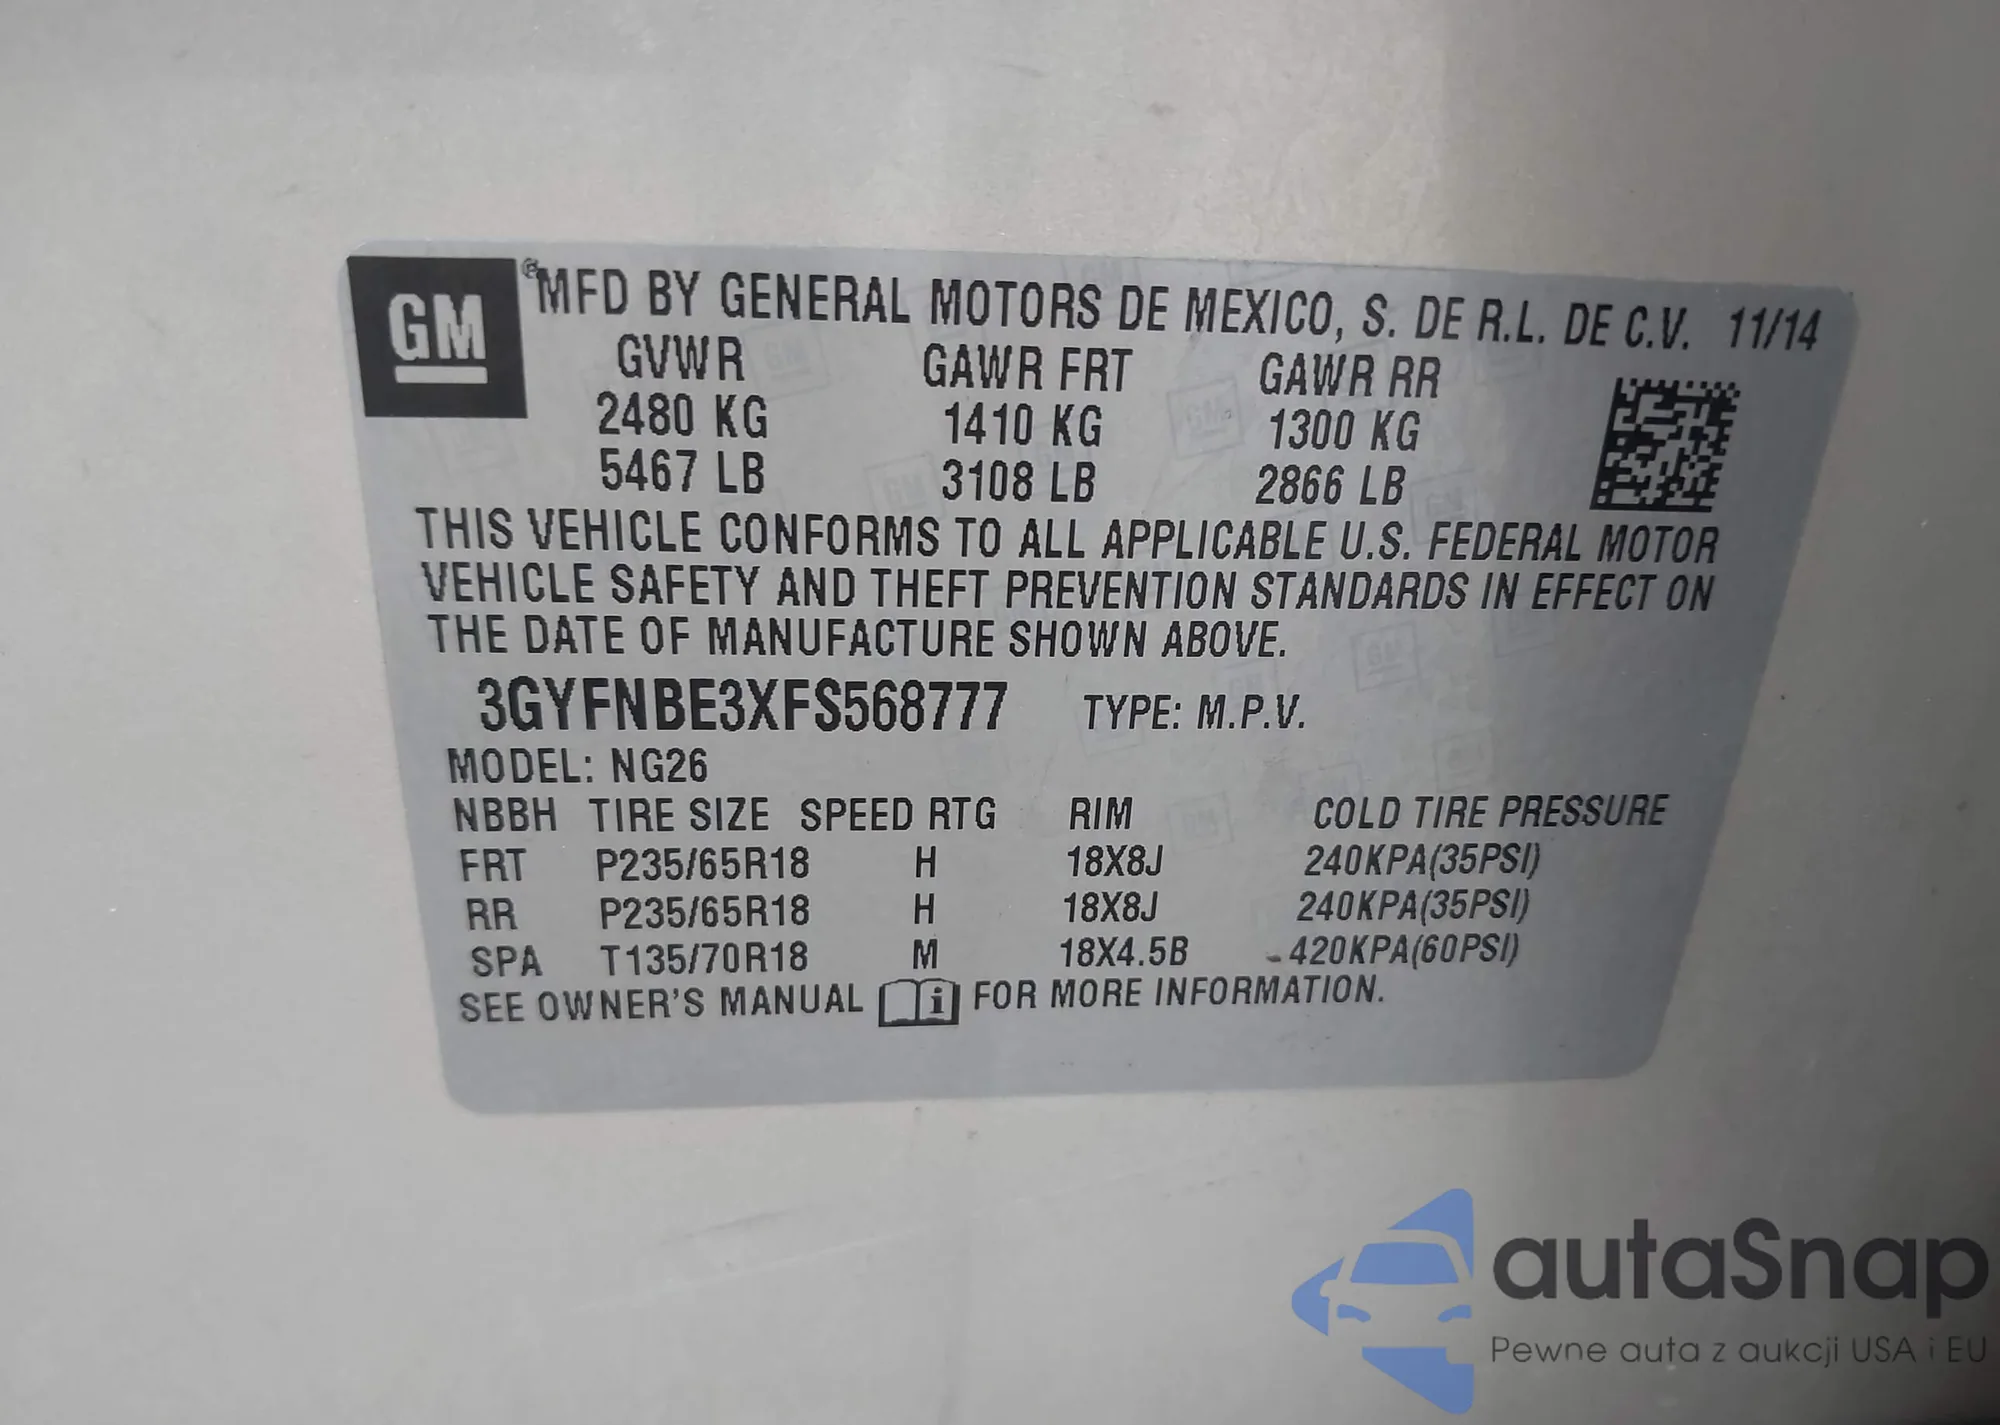 GM ® MFD BY GENERAL MOTORS DE MEXICO, S. DE R.L. DE C.V. 11/14
GVWR GAWR FRT GAWR RR
2480 KG 1410 KG 1300 KG
5467 LB 3108 LB 2866 LB
THIS VEHICLE CONFORMS TO ALL APPLICABLE U.S. FEDERAL MOTOR
VEHICLE SAFETY AND THEFT PREVENTION STANDARDS IN EFFECT ON
THE DATE OF MANUFACTURE SHOWN ABOVE.
3GYFNBE3XFS568777 TYPE: M.P.V.
MODEL: NG26
NBBH TIRE SIZE SPEED RTG RIM COLD TIRE PRESSURE
FRT P235/65R18 H 18X8J 240KPA(35PSI)
RR P235/65R18 H 18X8J 240KPA(35PSI)
SPA T135/70R18 M 18X4.5B 420KPA(60PSI)
SEE OWNER'S MANUAL i FOR MORE INFORMATION.
autaSnap
Pewne auta z aukcji USA i EU